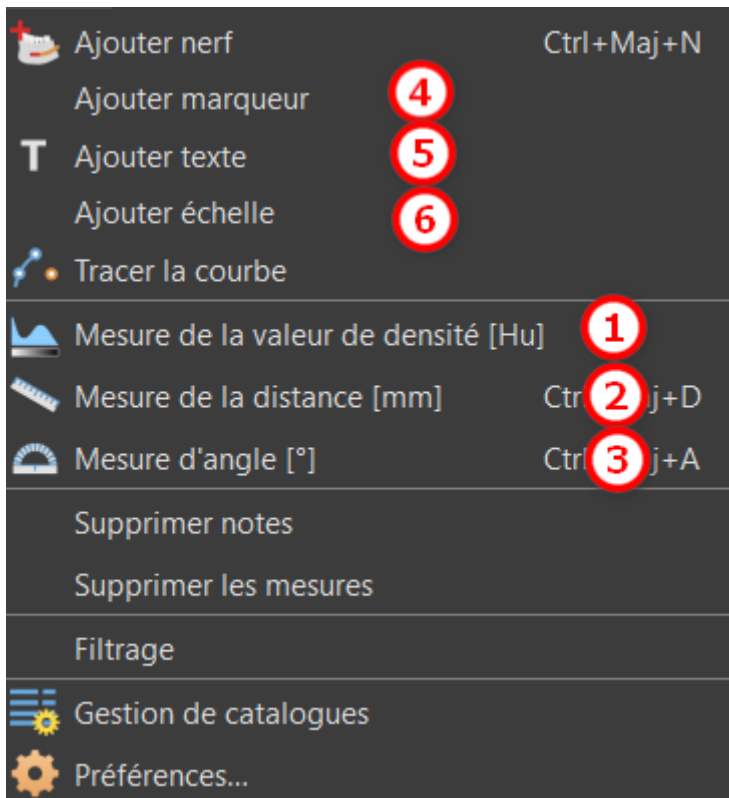 Ajouter nerf Ctrl+Maj+N
Ajouter marqueur 4
T Ajouter texte 5
Ajouter échelle 6
Tracer la courbe
Mesure de la valeur de densité [Hu] 1
Mesure de la distance [mm] Ctr 2 j+D
Mesure d'angle [°] Ctrl 3 j+A
Supprimer notes
Supprimer les mesures
Filtrage
Gestion de catalogues
Préférences...